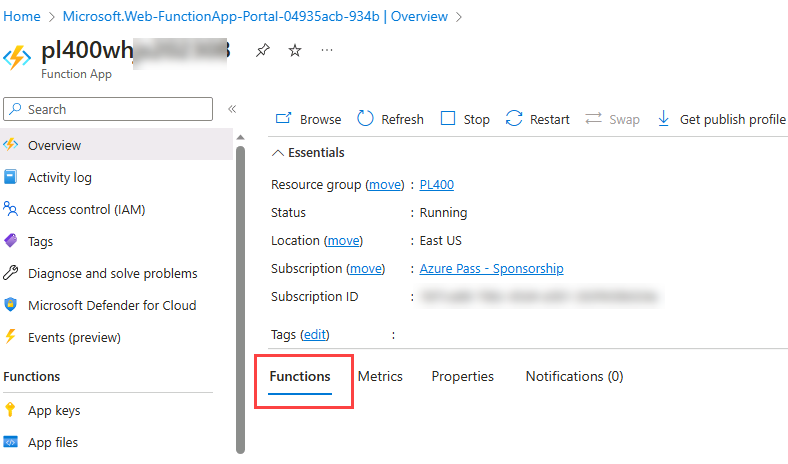 Home > Microsoft.Web-FunctionApp-Portal-04935acb-934b | Overview >
pl400wh
Function App
Search
Browse Refresh Stop Restart Swap Get publish profile
Overview
Activity log
Access control (IAM)
Tags
Diagnose and solve problems
Microsoft Defender for Cloud
Events (preview)
Functions
App keys
App files
Essentials
Resource group (move) : PL400
Status : Running
Location (move) : East US
Subscription (move) : Azure Pass - Sponsorship
Subscription ID :
Tags (edit) :
Functions Metrics Properties Notifications (0)